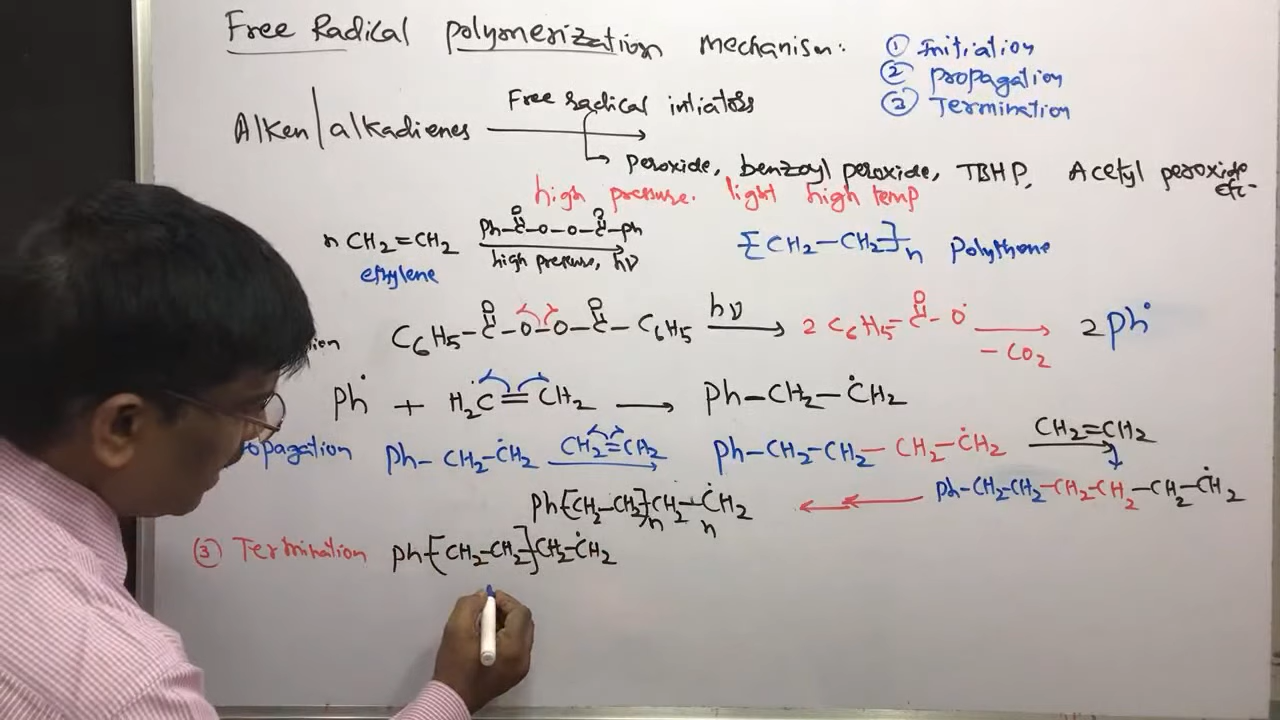 Free Radical polymerization mechanism:
① Initiation
② propagation
③ Termination
Free radical intiators
Alken/alkadienes ⟶
Peroxide, benzoyl peroxide, TBHP, Acetyl peroxide
etc-
high pressure. light high temp
n CH₂=CH₂ Ph-C(=O)-O-O-C(=O)-Ph ⟶ {CH₂-CH₂}n Polythene
high pressure, hν
ethylene
C₆H₅-C(=O)-O-O-C(=O)-C₆H₅ hν ⟶ 2 C₆H₅-C(=O)-O• ⟶ -CO₂ 2Ph•
Ph• + H₂C=CH₂ ⟶ Ph-CH₂-ĊH₂
opagation Ph-CH₂-ĊH₂ CH₂=CH₂ ⟶ Ph-CH₂-CH₂-CH₂-ĊH₂ CH₂=CH₂ ⟶
Ph-CH₂-CH₂-CH₂-CH₂-CH₂-ĊH₂
Ph[CH₂-CH₂]n CH₂-ĊH₂
n
③ Termination Ph-[CH₂-CH₂]-CH₂-ĊH₂